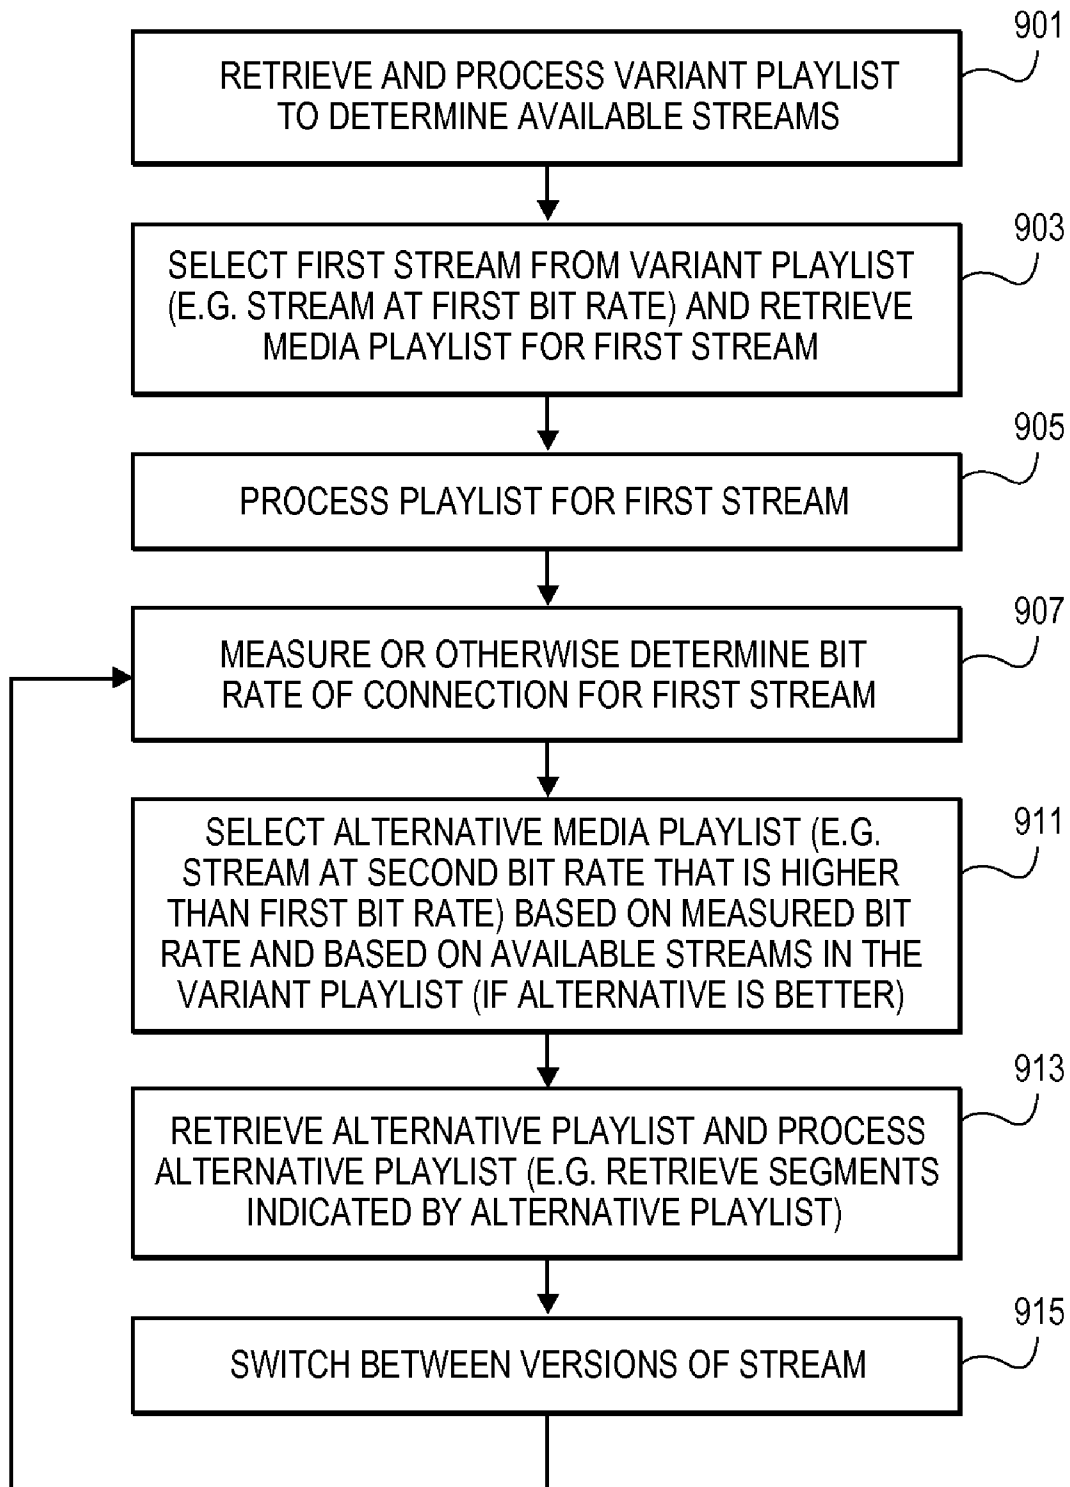 901
RETRIEVE AND PROCESS VARIANT PLAYLIST
TO DETERMINE AVAILABLE STREAMS
903
SELECT FIRST STREAM FROM VARIANT PLAYLIST
(E.G. STREAM AT FIRST BIT RATE) AND RETRIEVE
MEDIA PLAYLIST FOR FIRST STREAM
905
PROCESS PLAYLIST FOR FIRST STREAM
907
MEASURE OR OTHERWISE DETERMINE BIT
RATE OF CONNECTION FOR FIRST STREAM
911
SELECT ALTERNATIVE MEDIA PLAYLIST (E.G.
STREAM AT SECOND BIT RATE THAT IS HIGHER
THAN FIRST BIT RATE) BASED ON MEASURED BIT
RATE AND BASED ON AVAILABLE STREAMS IN THE
VARIANT PLAYLIST (IF ALTERNATIVE IS BETTER)
913
RETRIEVE ALTERNATIVE PLAYLIST AND PROCESS
ALTERNATIVE PLAYLIST (E.G. RETRIEVE SEGMENTS
INDICATED BY ALTERNATIVE PLAYLIST)
915
SWITCH BETWEEN VERSIONS OF STREAM